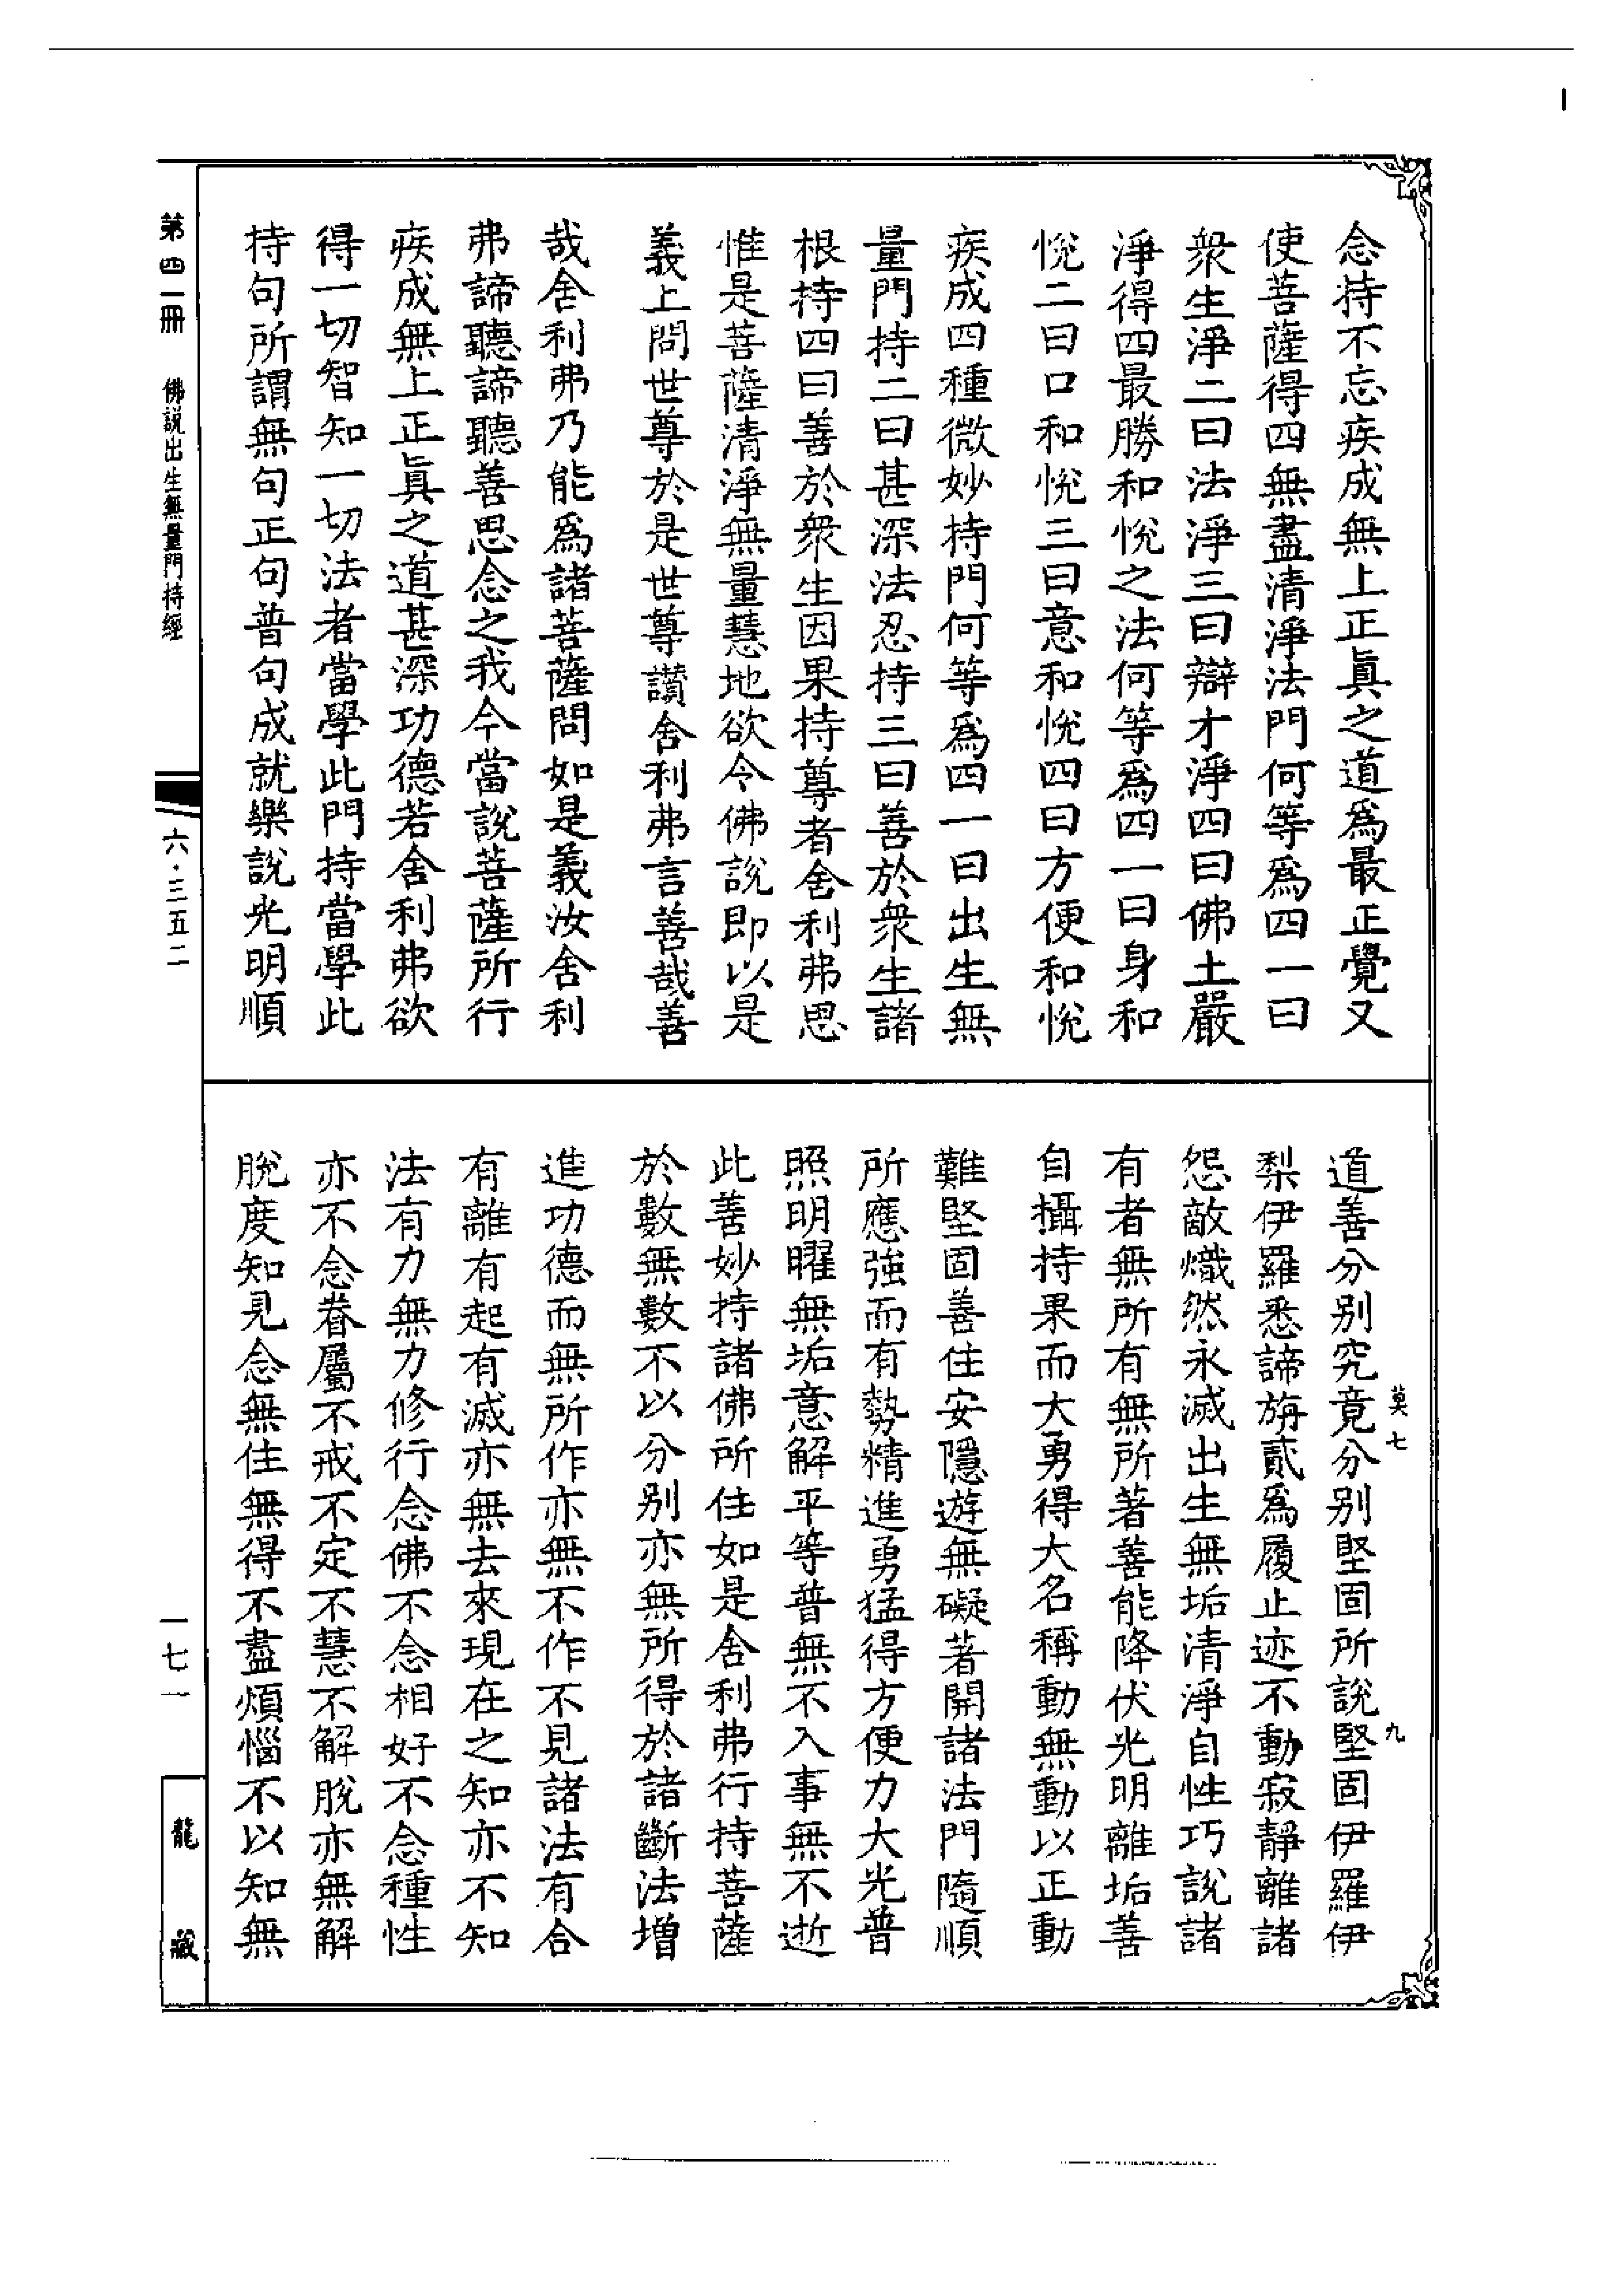 念持不忘疾成無上正眞之道爲最正覺又
使菩薩得四無盡清淨法門何等爲四一曰
衆生淨二曰法淨三曰辯才淨四曰佛土嚴
淨得四最勝和悅之法何等爲四一曰身和
悅二曰口和悅三曰意和悅四曰方便和悅
疾成四種微妙持門何等爲四一曰出生無
量門持二曰甚深法忍持三曰善於衆生諸
根持四曰善於衆生因果持尊者舍利弗思
惟是菩薩清淨無量慧地欲令佛說即以是
義上問世尊於是世尊讚舍利弗言善哉善
哉舍利弗乃能爲諸菩薩問如是義汝舍利
弗諦聽諦聽善思念之我今當說菩薩所行
疾成無上正眞之道甚深功德若舍利弗欲
得一切智知一切法者當學此門持當學此
持句所謂無句正句普句成就樂說光明順
道善分别究竟分别堅固所說堅固伊羅伊
梨伊羅悉諦旃貳爲履止迹不動寂靜離諸
怨敵熾然永滅出生無垢清淨自性巧說諸
有者無所有無所著善能降伏光明離垢善
自攝持果而大勇得大名稱動無動以正動
難堅固善住安隱遊無礙著開諸法門隨順
所應強而有勢精進勇猛得方便力大光普
照明曜無垢意解平等普無不入事無不逝
此善妙持諸佛所住如是舍利弗行持菩薩
於數無數不以分别亦無所得於諸斷法增
進功德而無所作亦無不作不見諸法有合
有離有起有滅亦無去來現在之知亦不知
法有力無力修行念佛不念相好不念種性
亦不念眷屬不戒不定不慧不解脫亦無解
脫度知見念無住無得不盡煩惱不以知無
莫七
九
第四一冊
佛說出生無量門持經
六·三五二
一七一
龍藏